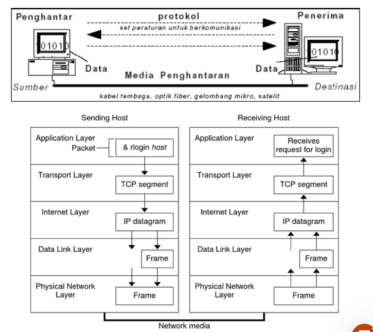 Penghantar
protokol
Penerima
set peraturan untuk berkomunikasi
01010
01010
Data
Data
Media Penghantaran
Sumber
Destinasi
kabel tembaga, optik fiber, gelombang mikro, satelit
Sending Host
Receiving Host
Application Layer
Packet
& rlogin host
Application Layer
Receives
request for login
Transport Layer
TCP segment
Transport Layer
TCP segment
Internet Layer
IP datagram
Internet Layer
IP datagram
Data Link Layer
Frame
Data Link Layer
Frame
Physical Network
Layer
Frame
Physical Network
Layer
Frame
Network media